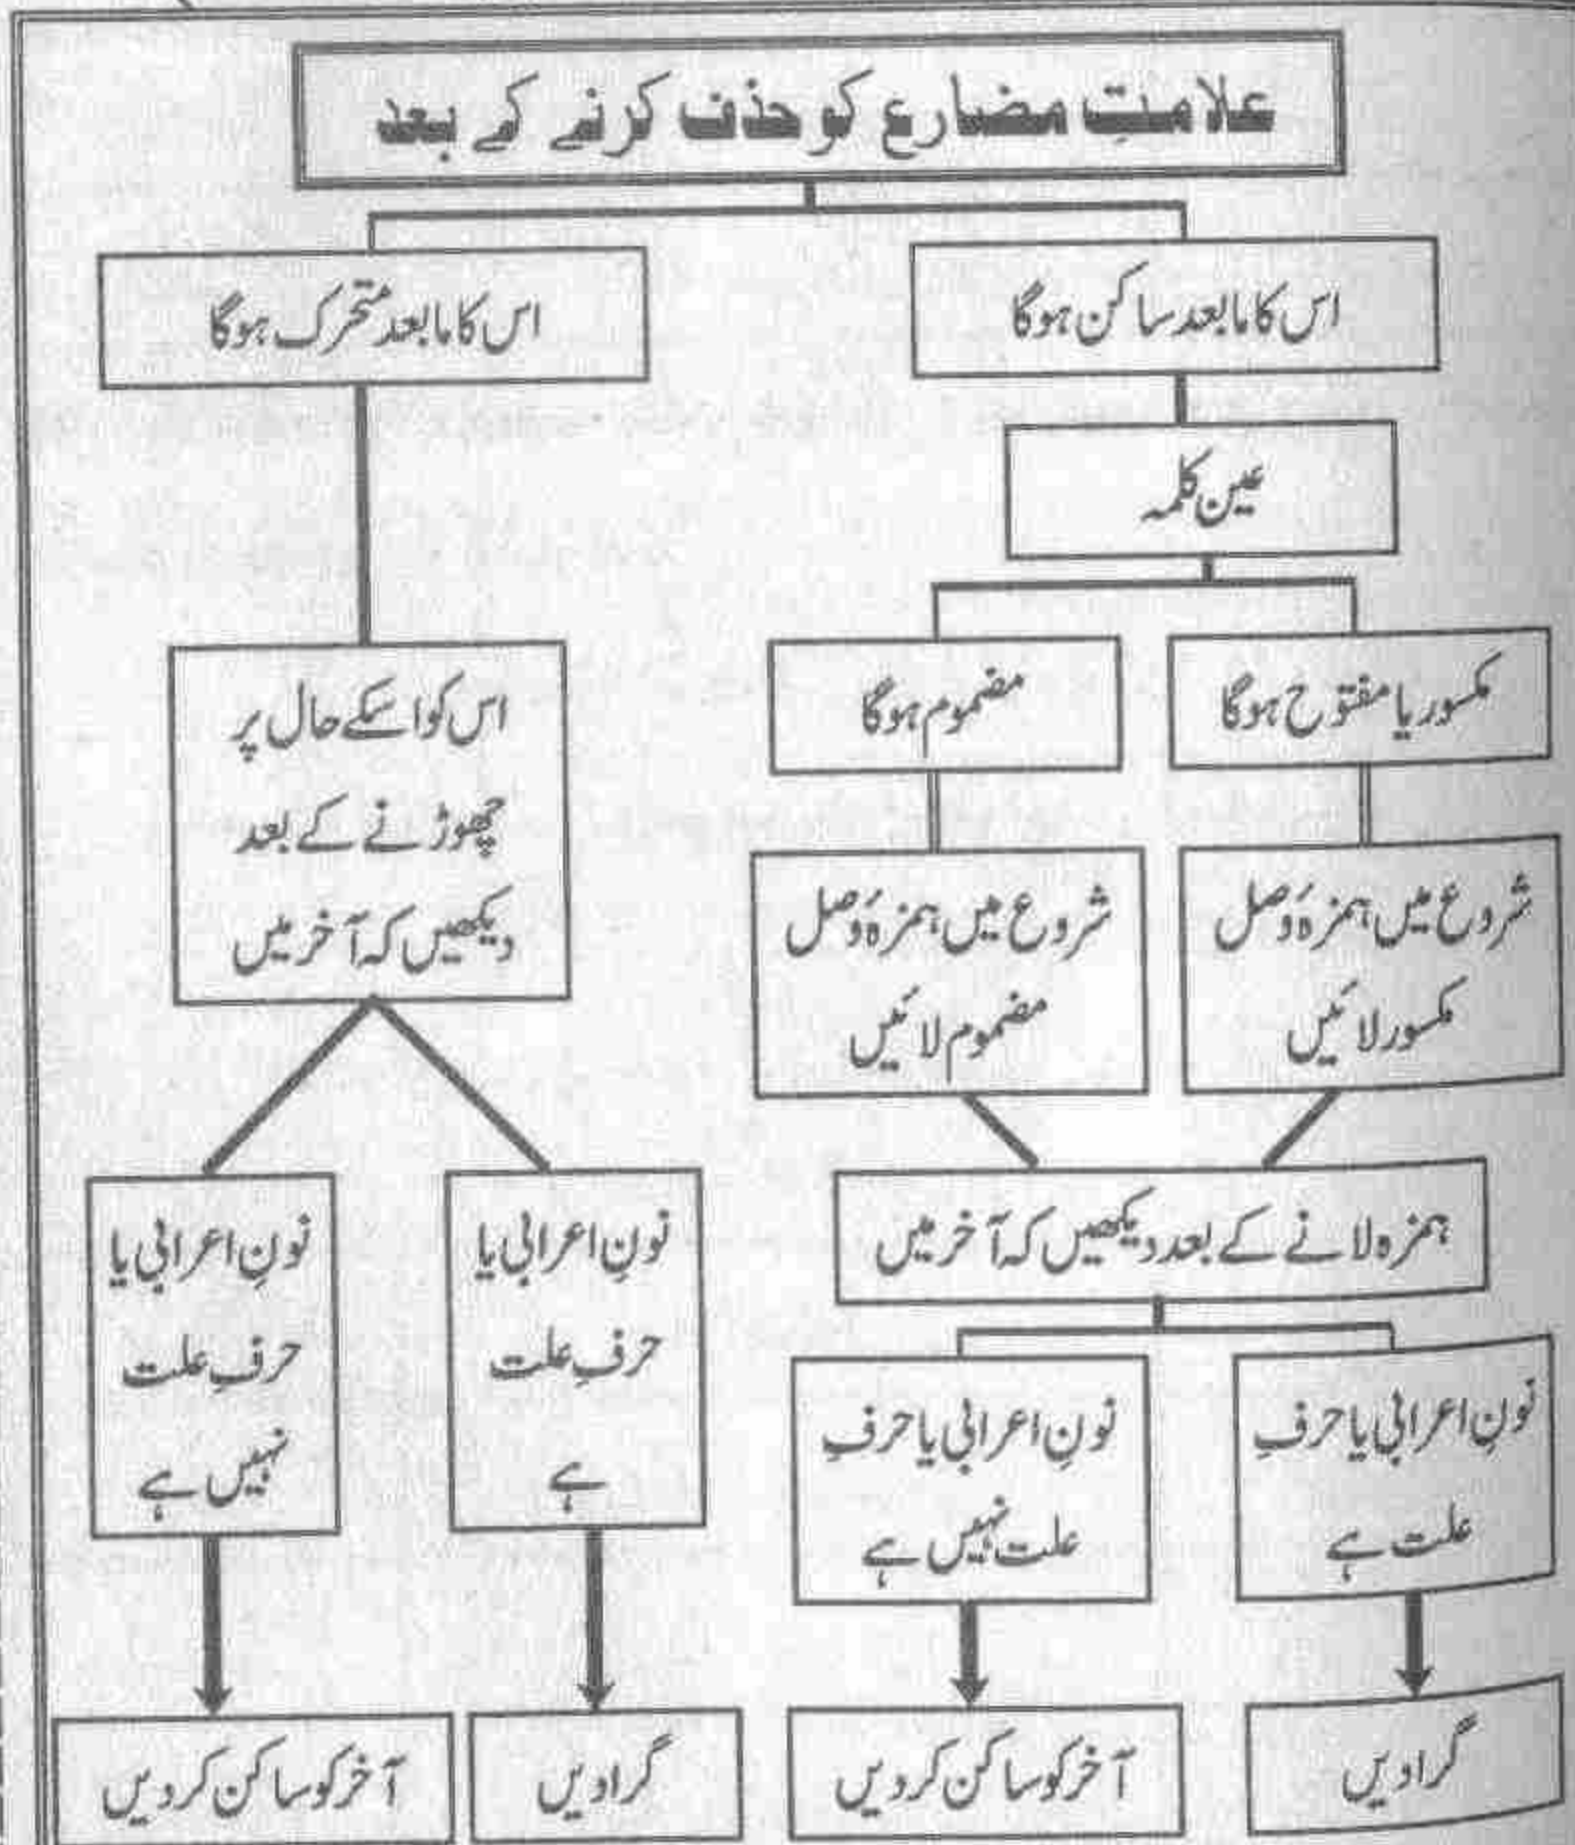 علامتِ مضارع کو حذف کرنے کے بعد
اس کا مابعد ساکن ہوگا
اس کا مابعد متحرک ہوگا
عین کلمہ
مکسور یا مفتوح ہوگا
مضموم ہوگا
اس کو اسکے حال پر
چھوڑنے کے بعد
دیکھیں کہ آخر میں
شروع میں ہمزۂ وصل
مکسور لائیں
شروع میں ہمزۂ وصل
مضموم لائیں
ہمزہ لانے کے بعد دیکھیں کہ آخر میں
نونِ اعرابی یا
حرفِ علت
ہے
نونِ اعرابی یا
حرفِ علت
نہیں ہے
نونِ اعرابی یا حرفِ
علت ہے
نونِ اعرابی یا حرفِ
علت نہیں ہے
گرادیں
آخر کو ساکن کردیں
گرادیں
آخر کو ساکن کردیں